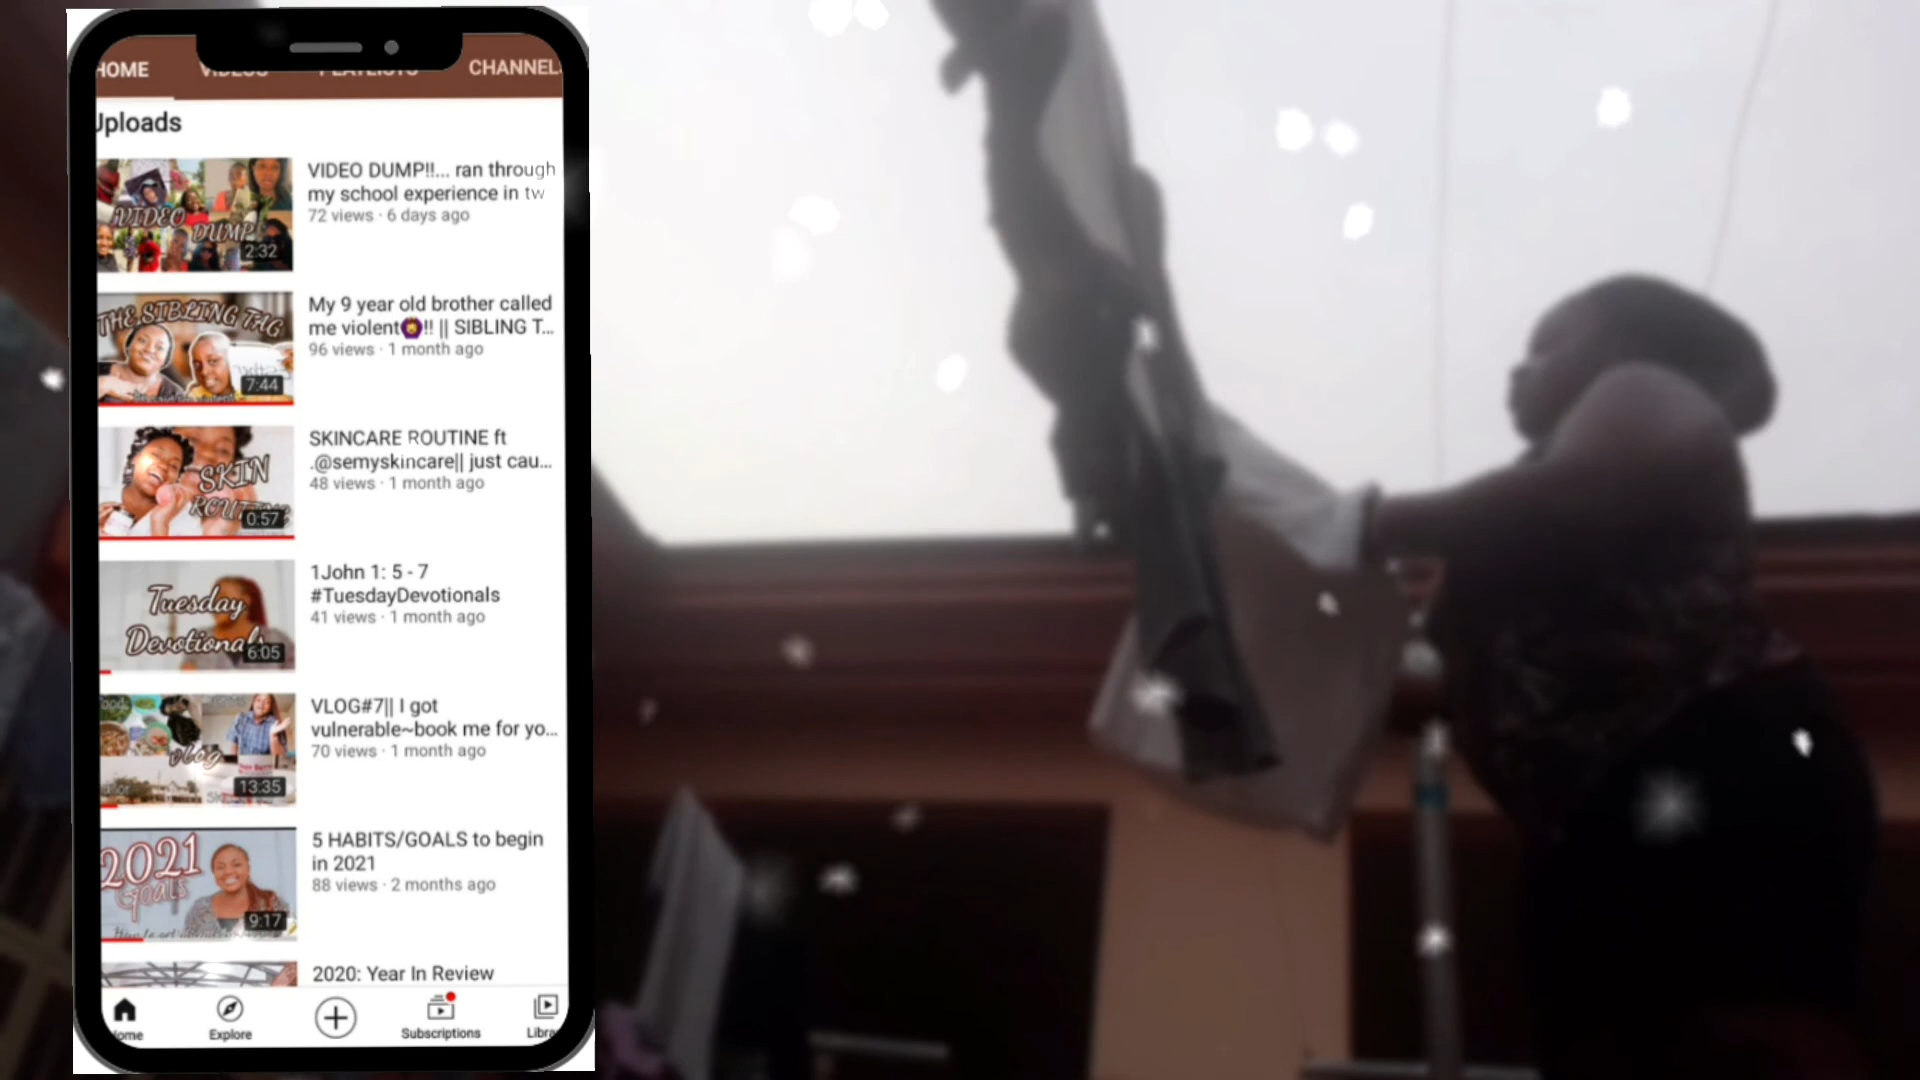 HOME VIDEOS PLAYLISTS CHANNEL
Uploads
VIDEO DUMP
2:32
VIDEO DUMP!!... ran through
my school experience in tw
72 views · 6 days ago
THE SIBLING TAG
7:44
My 9 year old brother called
me violent🙆!! || SIBLING T...
96 views · 1 month ago
SKIN
0:57
SKINCARE ROUTINE ft
.@semyskincare|| just cau...
48 views · 1 month ago
Tuesday
Devotional
6:05
1John 1: 5 - 7
#TuesdayDevotionals
41 views · 1 month ago
vlog
13:35
VLOG#7|| I got
vulnerable~book me for yo...
70 views · 1 month ago
2021
Goals
9:17
5 HABITS/GOALS to begin
in 2021
88 views · 2 months ago
2020: Year In Review
ome Explore Subscriptions Libra